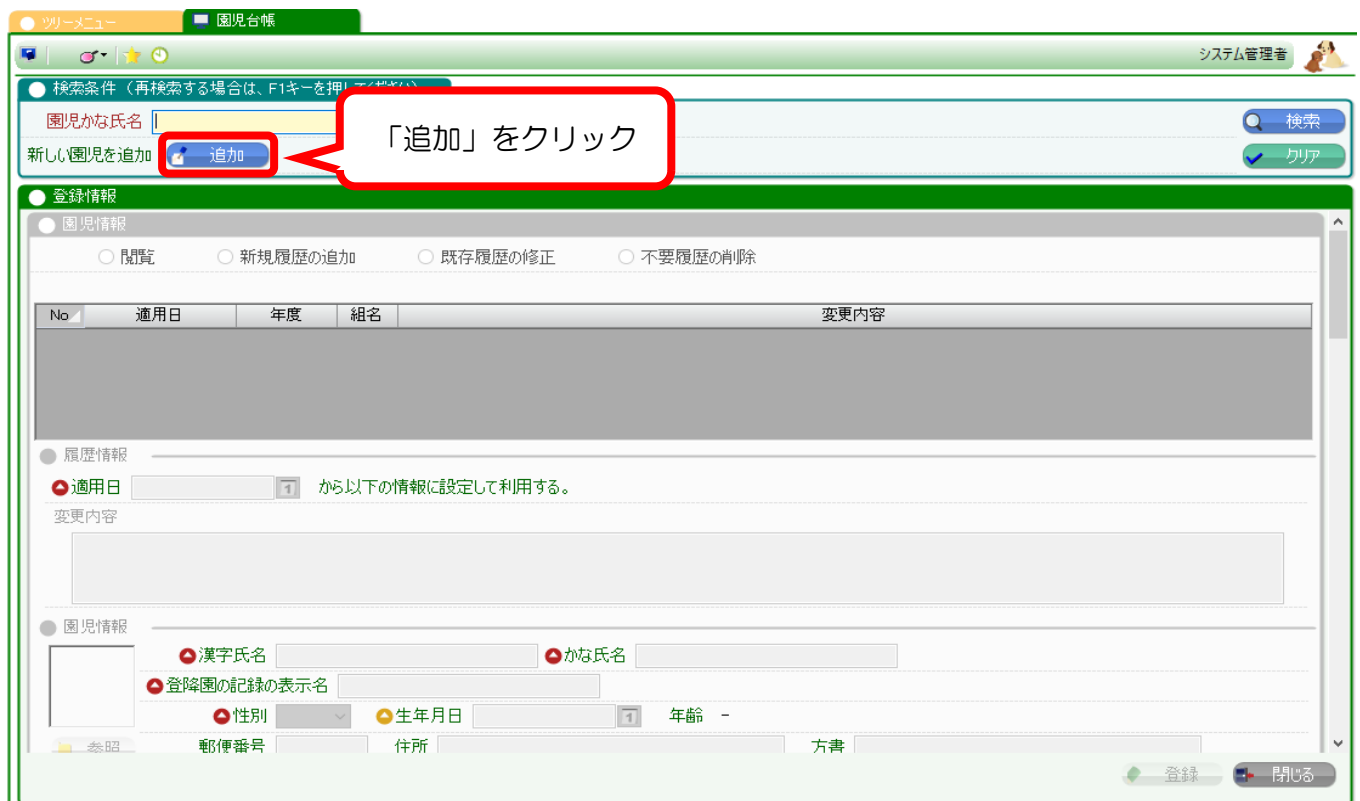 ツリーメニュー
園児台帳
システム管理者
検索条件（再検索する場合は、F1キーを押してください）
園児かな氏名
検索
新しい園児を追加
追加
クリア
「追加」をクリック
登録情報
園児情報
閲覧
新規履歴の追加
既存履歴の修正
不要履歴の削除
No 適用日 年度 組名 変更内容
履歴情報
適用日 1 から以下の情報に設定して利用する。
変更内容
園児情報
漢字氏名 かな氏名
登降園の記録の表示名
性別 生年月日 1 年齢 -
参照 郵便番号 住所 方書
登録 閉じる